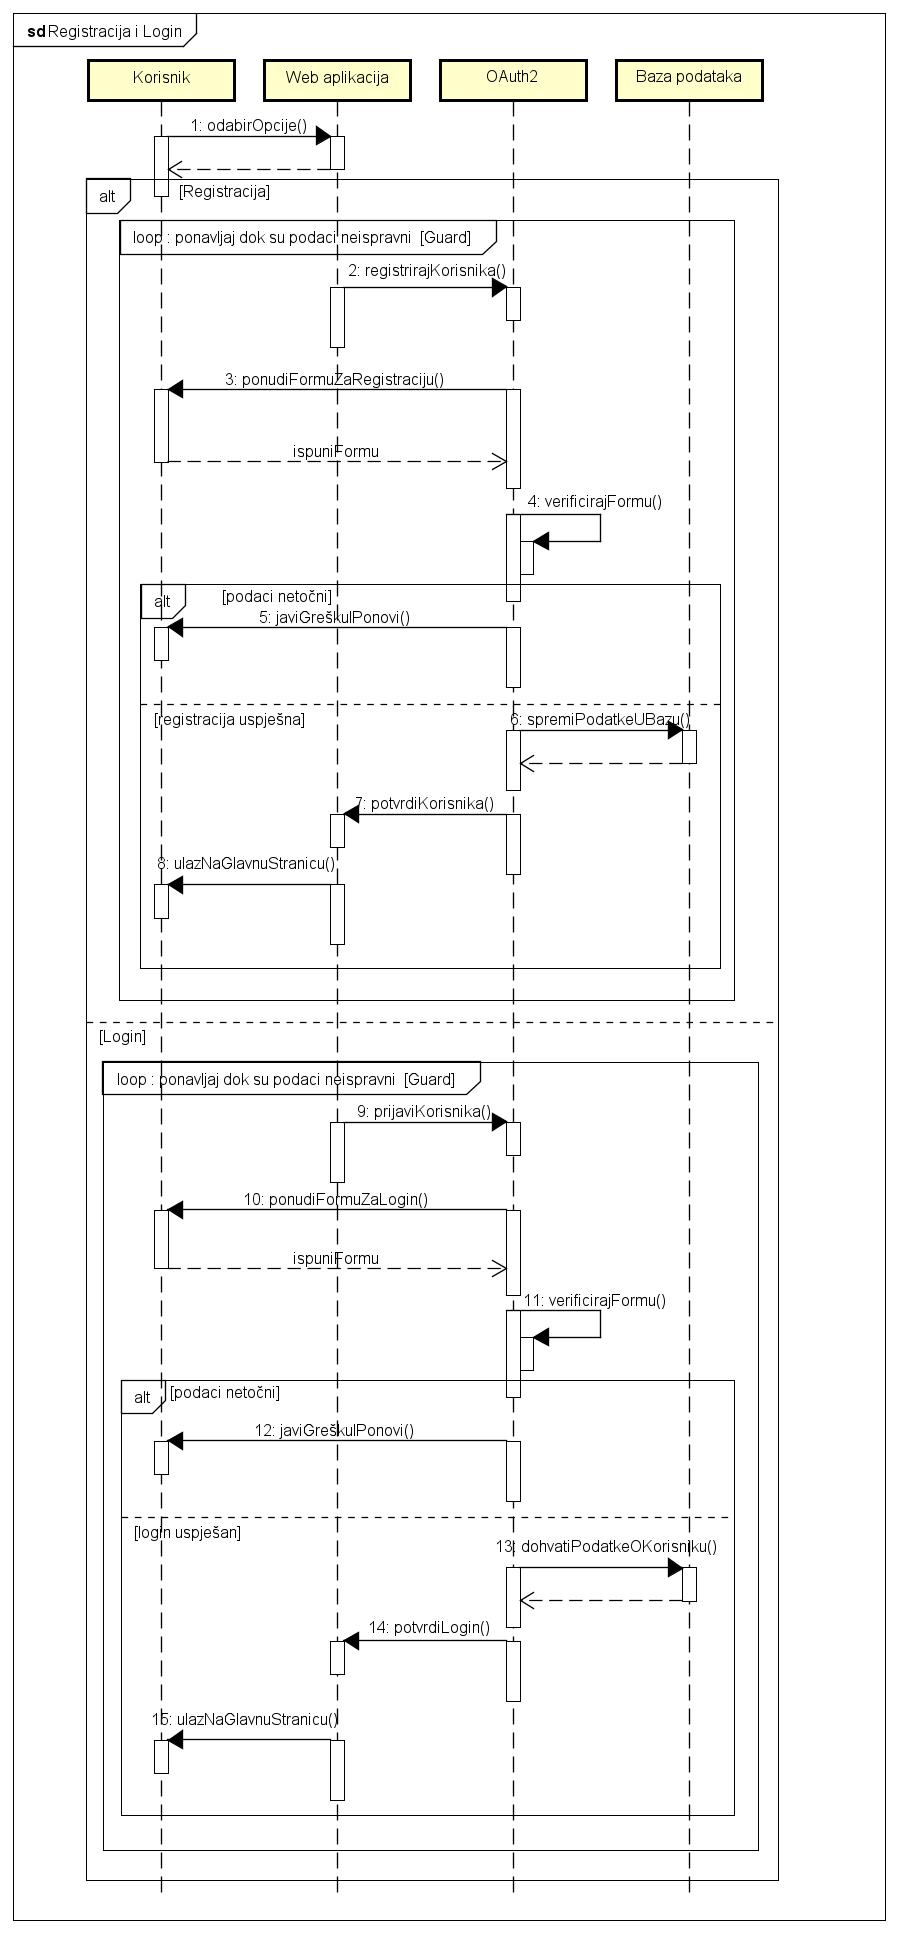 sd Registracija i Login
Korisnik
Web aplikacija
OAuth2
Baza podataka
1: odabirOpcije()
alt
[Registracija]
loop : ponavljaj dok su podaci neispravni [Guard]
2: registrirajKorisnika()
3: ponudiFormuZaRegistraciju()
ispuniFormu
4: verificirajFormu()
alt
[podaci netočni]
5: javiGreškuIPonovi()
[registracija uspješna]
6: spremiPodatkeUBazu()
7: potvrdiKorisnika()
8: ulazNaGlavnuStranicu()
[Login]
loop : ponavljaj dok su podaci neispravni [Guard]
9: prijaviKorisnika()
10: ponudiFormuZaLogin()
ispuniFormu
11: verificirajFormu()
alt
[podaci netočni]
12: javiGreškuIPonovi()
[login uspješan]
13: dohvatiPodatkeOKorisniku()
14: potvrdiLogin()
15: ulazNaGlavnuStranicu()